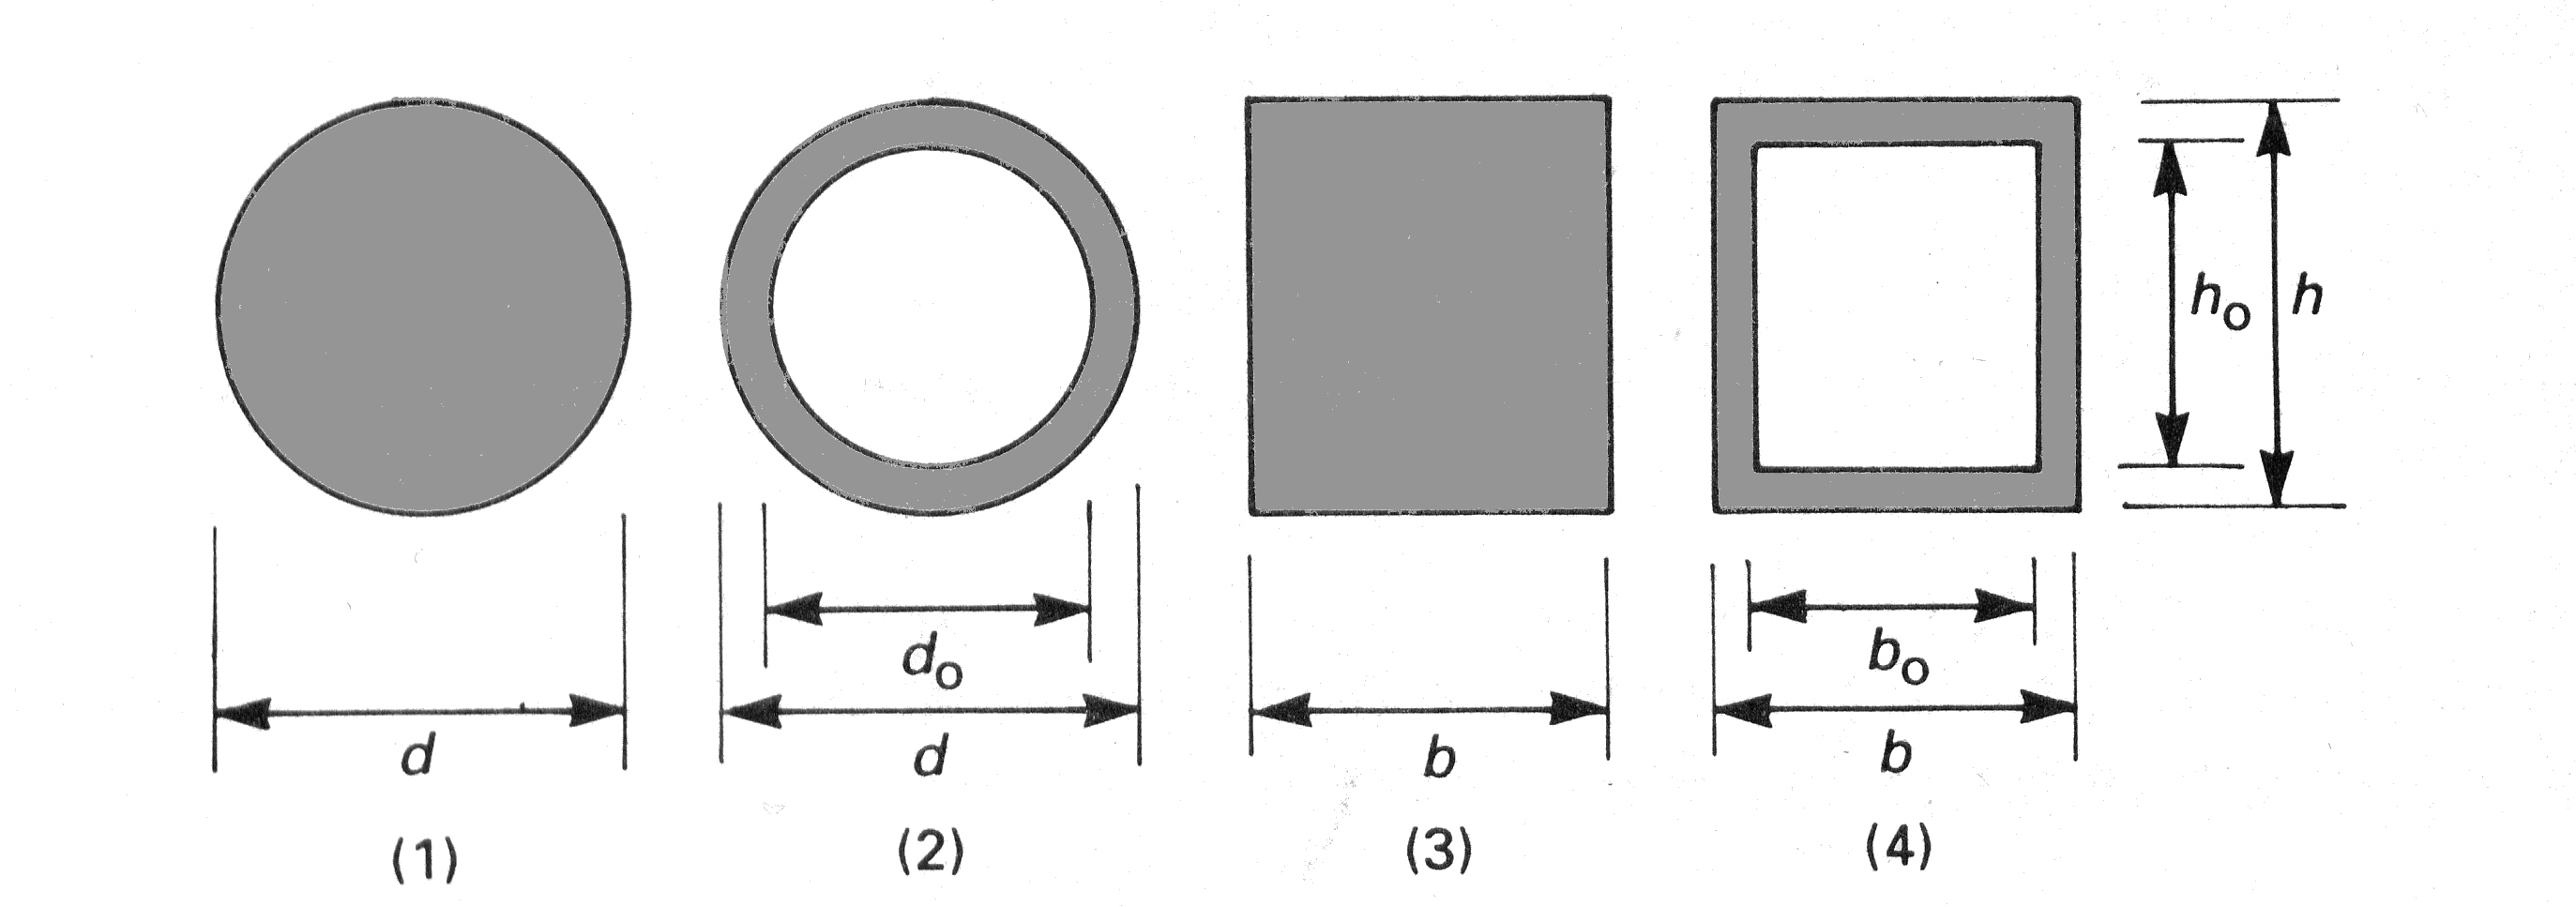 h₀ h
d₀ b₀
d d b b
(1) (2) (3) (4)